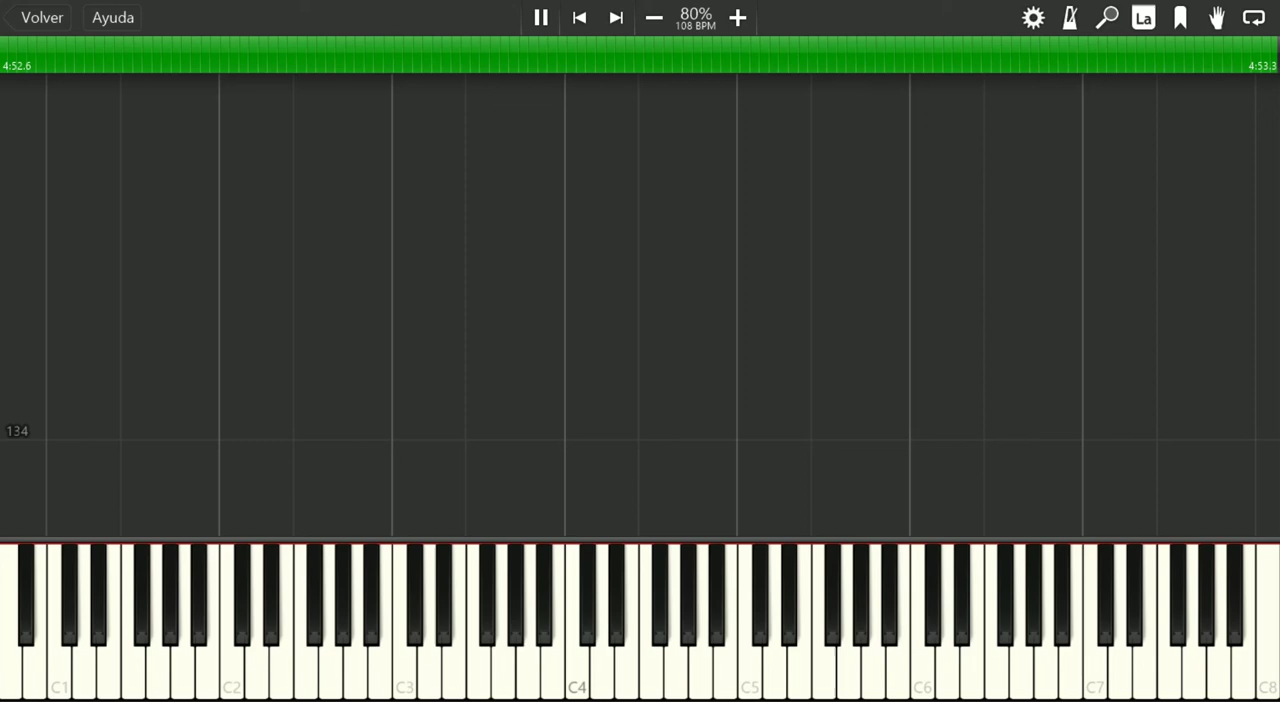 Volver Ayuda 80% La
108 BPM
4:52.6 4:53.3
134
C1 C2 C3 C4 C5 C6 C7 C8